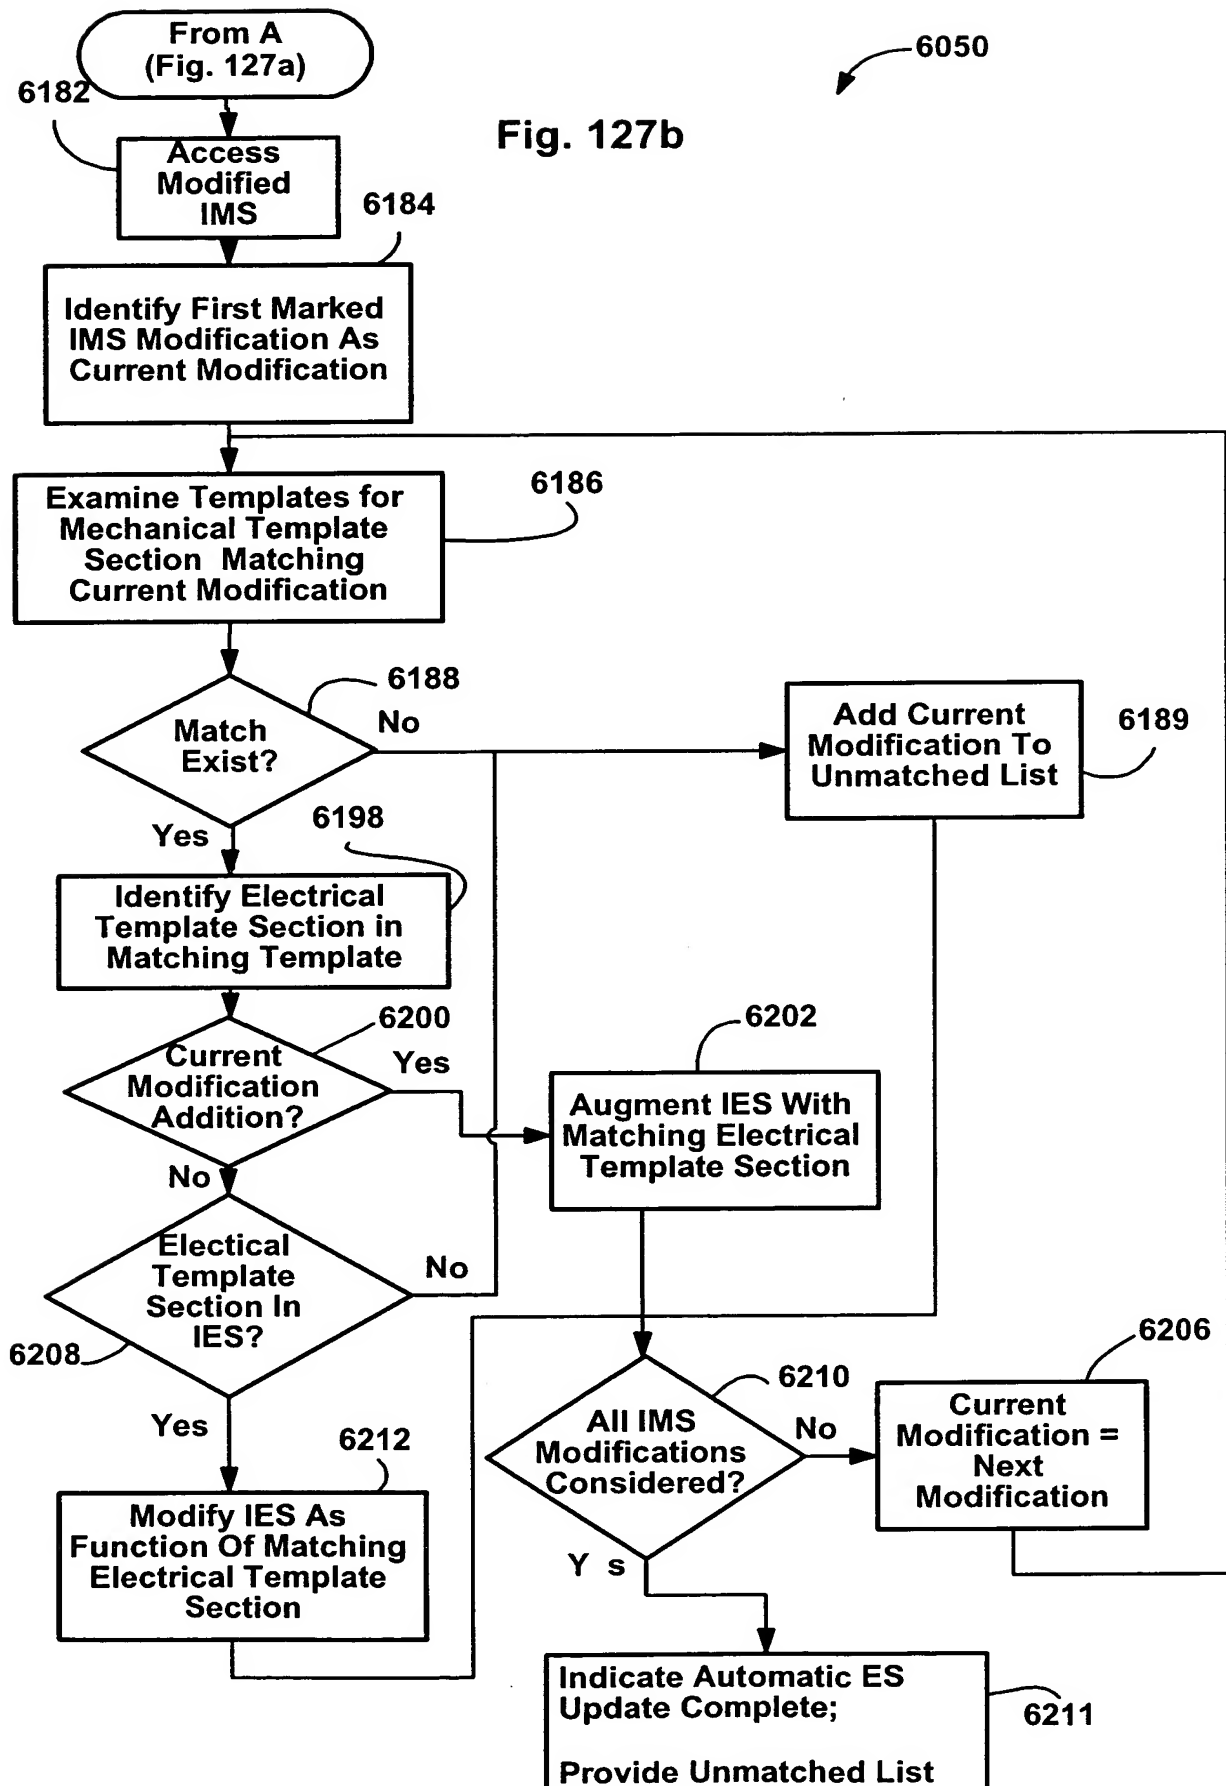 From A
(Fig. 127a)
6050
6182
Fig. 127b
Access
Modified
IMS
6184
Identify First Marked
IMS Modification As
Current Modification
Examine Templates for
Mechanical Template
Section Matching
Current Modification
6186
6188
Match
Exist?
No
Add Current
Modification To
Unmatched List
6189
Yes
6198
Identify Electrical
Template Section in
Matching Template
6200
Current
Modification
Addition?
Yes
6202
Augment IES With
Matching Electrical
Template Section
No
Electical
Template
Section In
IES?
No
6208
6206
6210
All IMS
Modifications
Considered?
No
Current
Modification =
Next
Modification
Yes
6212
Modify IES As
Function Of Matching
Electrical Template
Section
Y s
Indicate Automatic ES
Update Complete;
Provide Unmatched List
6211